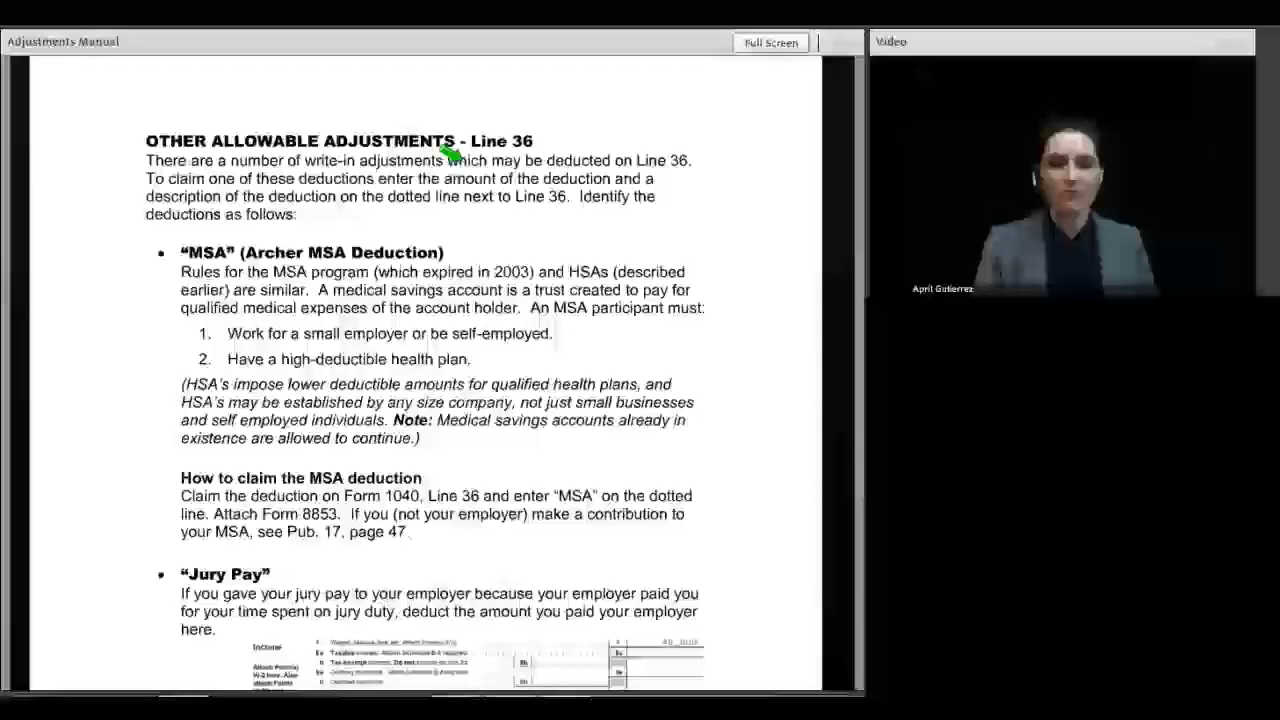 Adjustments Manual
Full Screen
Video
OTHER ALLOWABLE ADJUSTMENTS - Line 36
There are a number of write-in adjustments which may be deducted on Line 36.
To claim one of these deductions enter the amount of the deduction and a
description of the deduction on the dotted line next to Line 36. Identify the
deductions as follows:
• “MSA” (Archer MSA Deduction)
Rules for the MSA program (which expired in 2003) and HSAs (described
earlier) are similar. A medical savings account is a trust created to pay for
qualified medical expenses of the account holder. An MSA participant must:
1. Work for a small employer or be self-employed.
2. Have a high-deductible health plan.
(HSA's impose lower deductible amounts for qualified health plans, and
HSA's may be established by any size company, not just small businesses
and self employed individuals. Note: Medical savings accounts already in
existence are allowed to continue.)
How to claim the MSA deduction
Claim the deduction on Form 1040, Line 36 and enter “MSA” on the dotted
line. Attach Form 8853. If you (not your employer) make a contribution to
your MSA, see Pub. 17, page 47.
• “Jury Pay”
If you gave your jury pay to your employer because your employer paid you
for your time spent on jury duty, deduct the amount you paid your employer
here.
Income
April Gutierrez